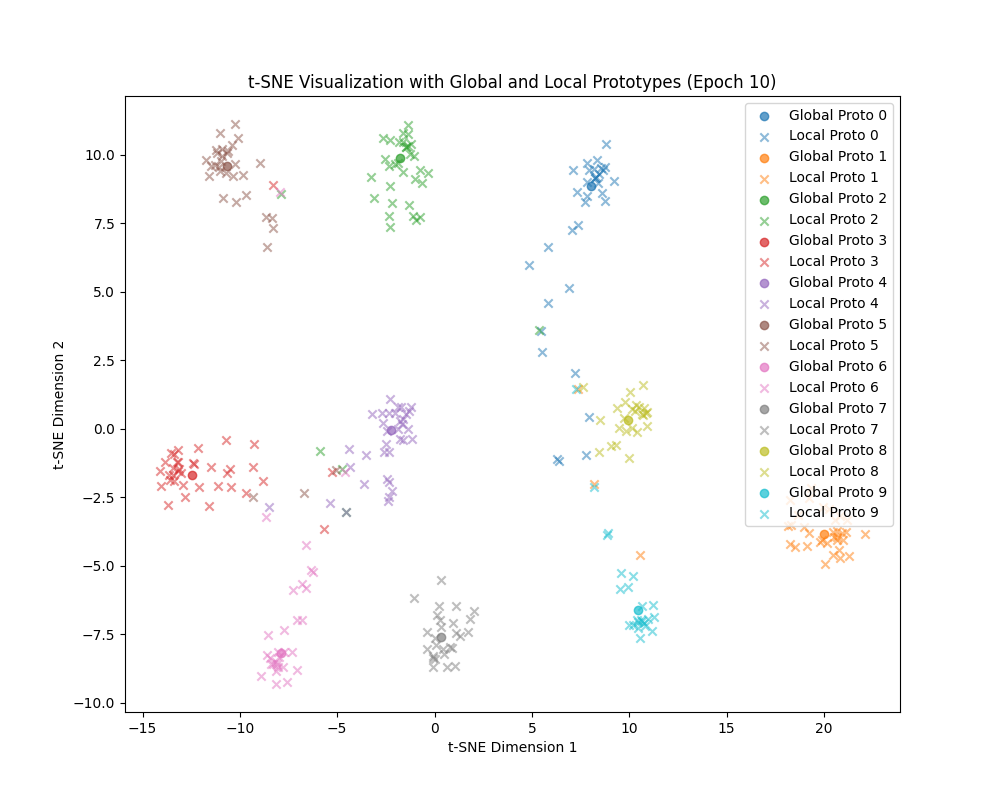 t-SNE Visualization with Global and Local Prototypes (Epoch 10)
t-SNE Dimension 2
10.0
7.5
5.0
2.5
0.0
−2.5
−5.0
−7.5
−10.0
Global Proto 0
Local Proto 0
Global Proto 1
Local Proto 1
Global Proto 2
Local Proto 2
Global Proto 3
Local Proto 3
Global Proto 4
Local Proto 4
Global Proto 5
Local Proto 5
Global Proto 6
Local Proto 6
Global Proto 7
Local Proto 7
Global Proto 8
Local Proto 8
Global Proto 9
Local Proto 9
−15 −10 −5 0 5 10 15 20
t-SNE Dimension 1